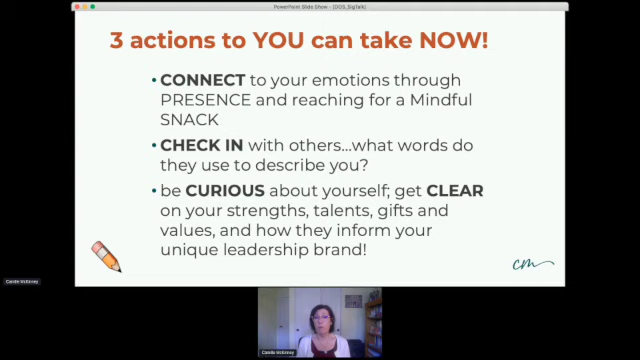 PowerPoint Slide Show - [DOS_SigTalk]
3 actions to YOU can take NOW!
• CONNECT to your emotions through
PRESENCE and reaching for a Mindful
SNACK
• CHECK IN with others...what words do
they use to describe you?
• be CURIOUS about yourself; get CLEAR
on your strengths, talents, gifts and
values, and how they inform your
unique leadership brand!
cm
Carolle McKinney